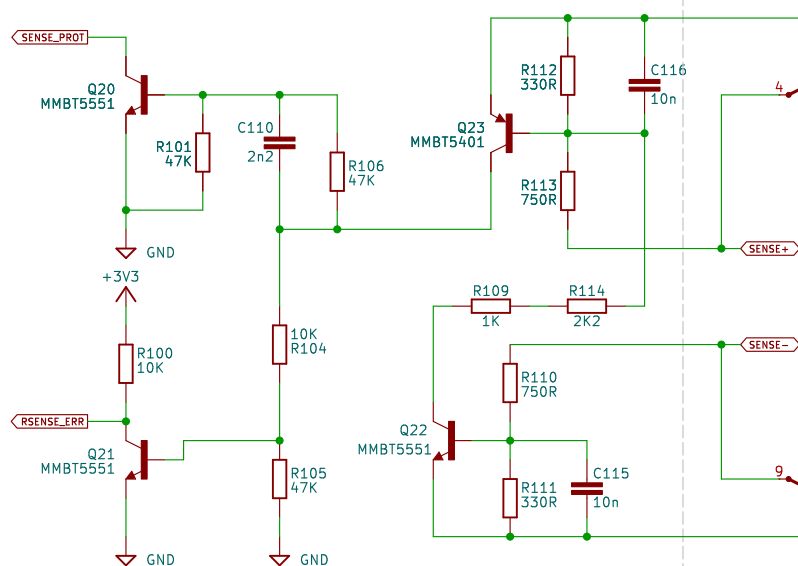 SENSE_PROT
Q20
MMBT5551
R101
47K
C110
2n2
R106
47K
GND
Q23
MMBT5401
R112
330R
C116
10n
R113
750R
4
SENSE+
+3V3
R100
10K
10K
R104
R109
1K
R114
2K2
RSENSE_ERR
Q21
MMBT5551
R105
47K
GND
GND
SENSE-
R110
750R
Q22
MMBT5551
R111
330R
C115
10n
9